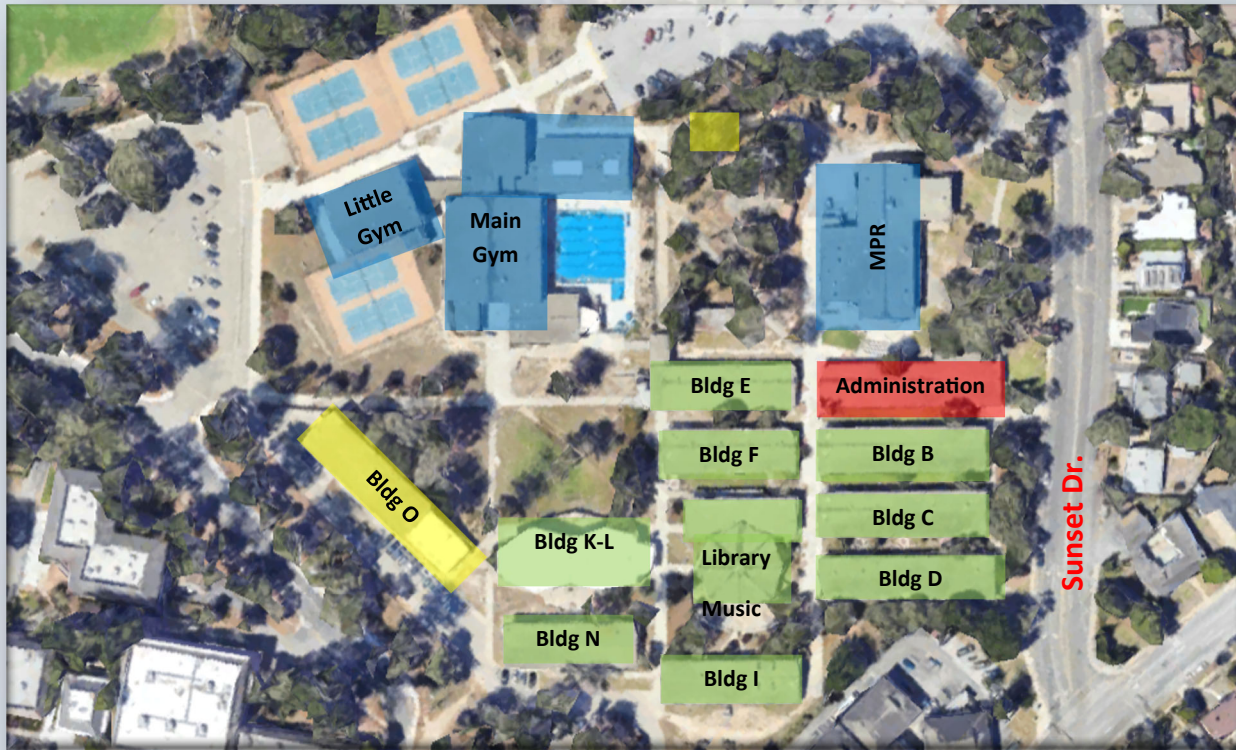 Little
Gym
Main
Gym
MPR
Bldg E
Administration
Bldg F
Bldg B
Bldg O
Bldg C
Bldg K-L
Library
Bldg D
Music
Bldg N
Bldg I
Sunset Dr.